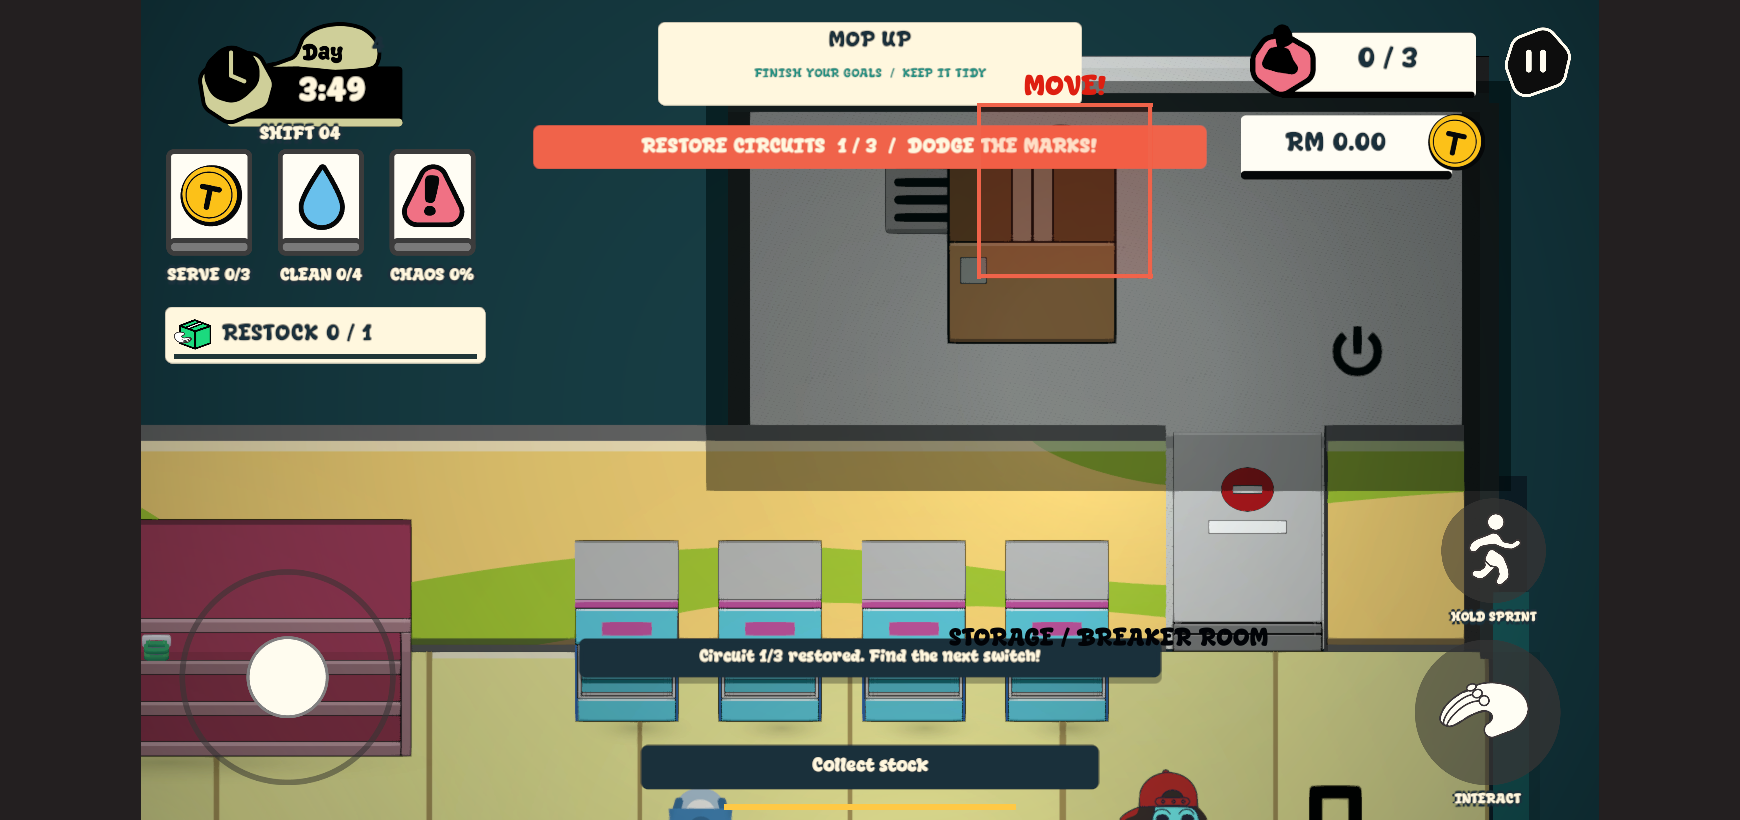 Day
3:49
SHIFT 04
SERVE 0/3
CLEAN 0/4
CHAOS 0%
RESTOCK 0 / 1
MOP UP
FINISH YOUR GOALS / KEEP IT TIDY
MOVE!
RESTORE CIRCUITS 1 / 3 / DODGE THE MARKS!
0 / 3
RM 0.00
T
T
HOLD SPRINT
STORAGE / BREAKER ROOM
Circuit 1/3 restored. Find the next switch!
Collect stock
INTERACT